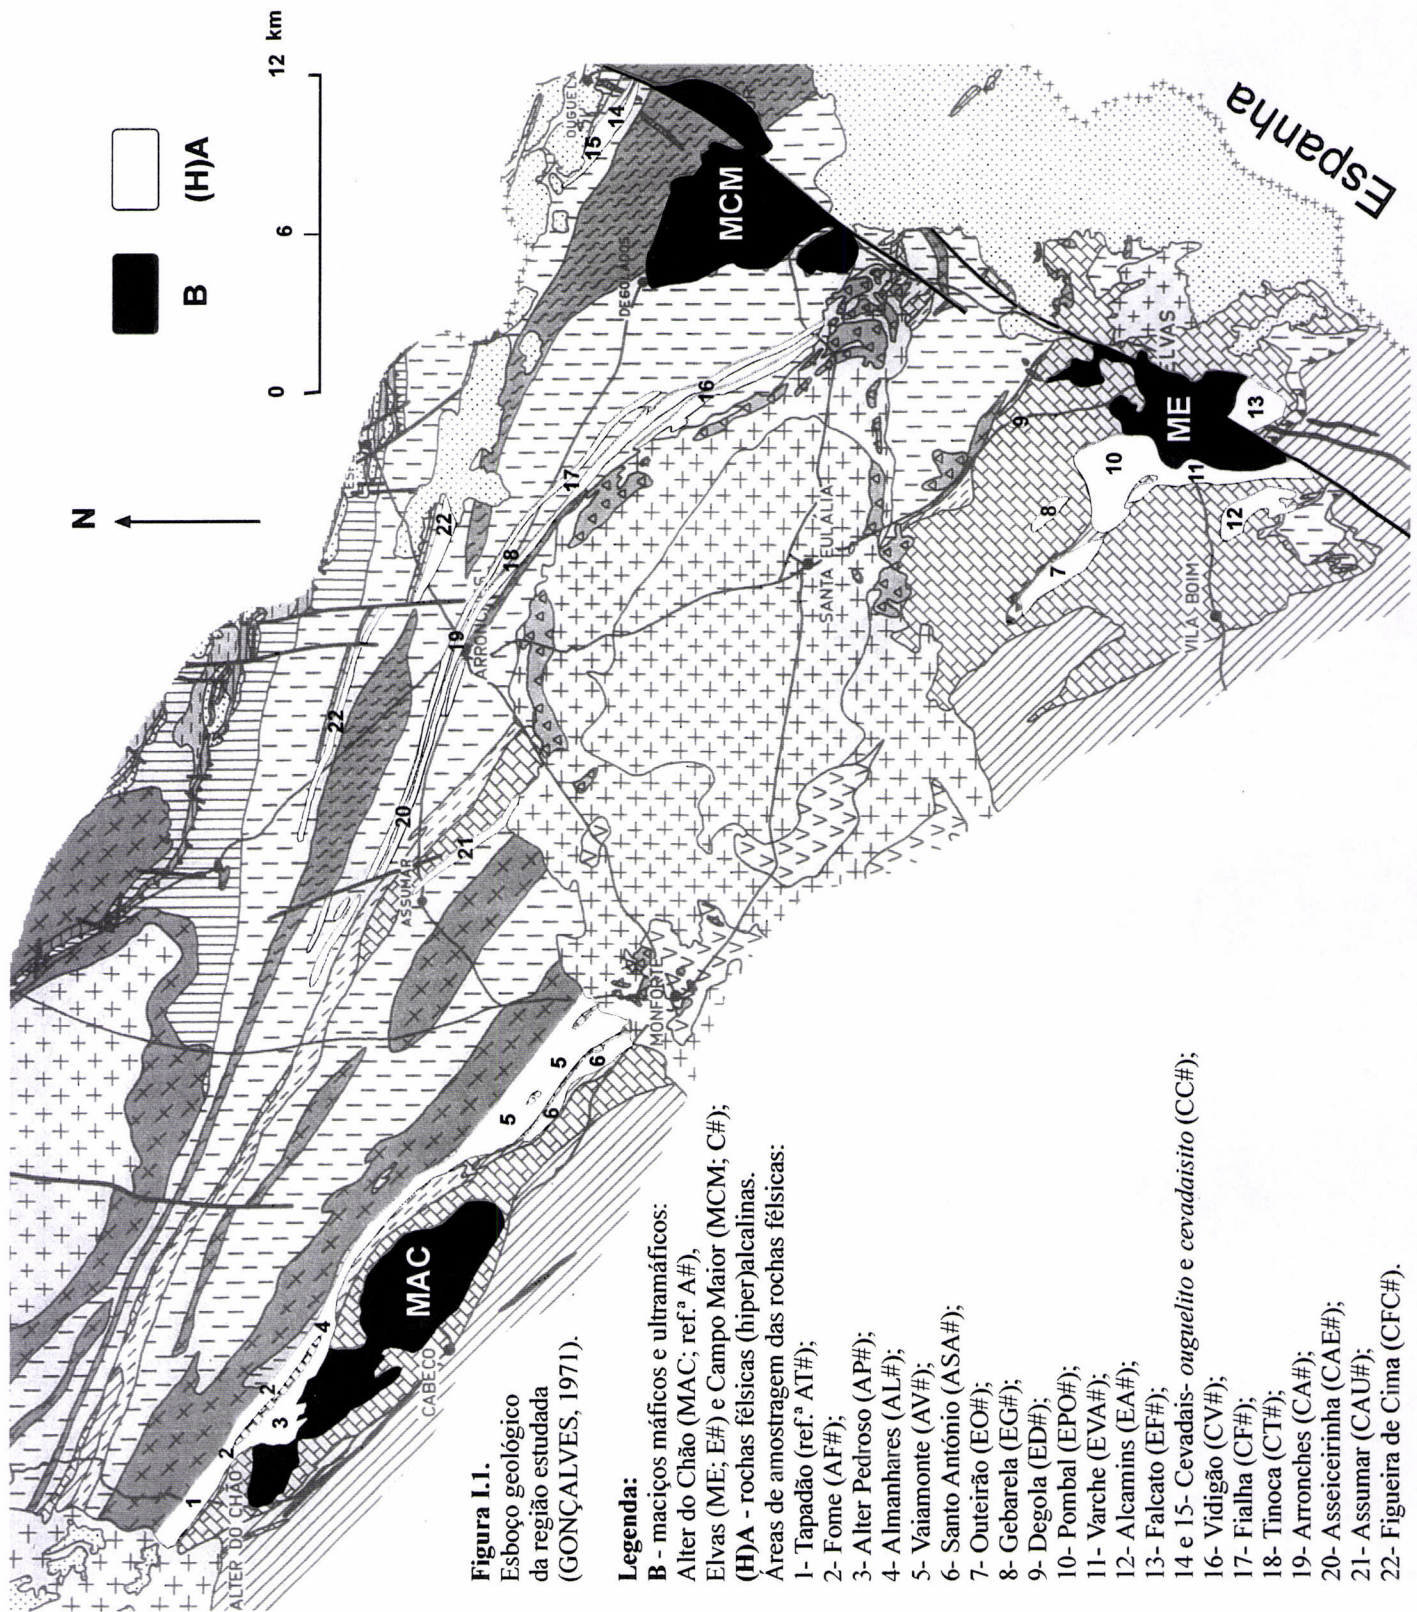 N
0 6 12 km
B (H)A
Espanha
MCM
ME
MAC
OUGUELA
DEGOLADOS
ELVAS
ARRONCHES
SANTA EULALIA
VILA BOIM
ASSUMAR
MONFORTE
CABEÇO
ALTER DO CHÃO
1
2
2
3
4
5
5
6
6
7
8
9
10
11
12
13
14
15
16
17
18
19
20
21
22
22
Figura I.1.
Esboço geológico
da região estudada
(GONÇALVES, 1971).
Legenda:
B - maciços máficos e ultramáficos:
Alter do Chão (MAC; ref.ª A#),
Elvas (ME; E#) e Campo Maior (MCM; C#);
(H)A - rochas félsicas (hiper)alcalinas.
Áreas de amostragem das rochas félsicas:
1- Tapadão (ref.ª AT#);
2- Fome (AF#);
3- Alter Pedroso (AP#);
4- Almanhares (AL#);
5- Vaiamonte (AV#);
6- Santo António (ASA#);
7- Outeirão (EO#);
8- Gebarela (EG#);
9- Degola (ED#);
10- Pombal (EPO#);
11- Varche (EVA#);
12- Alcamins (EA#);
13- Falcato (EF#);
14 e 15- Cevadais- ouguelito e cevadaisito (CC#);
16- Vidigão (CV#);
17- Fialha (CF#);
18- Tinoca (CT#);
19- Arronches (CA#);
20- Asseiceirinha (CAE#);
21- Assumar (CAU#);
22- Figueira de Cima (CFC#).